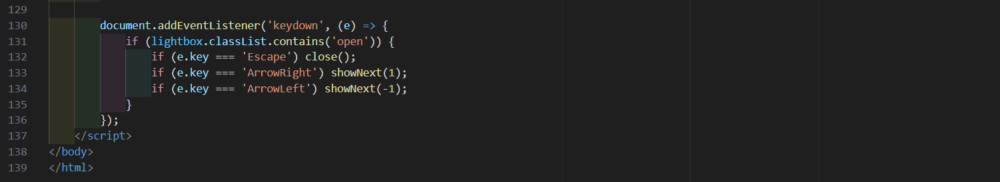 129
130 document.addEventListener('keydown', (e) => {
131 if (lightbox.classList.contains('open')) {
132 if (e.key === 'Escape') close();
133 if (e.key === 'ArrowRight') showNext(1);
134 if (e.key === 'ArrowLeft') showNext(-1);
135 }
136 });
137 </script>
138 </body>
139 </html>